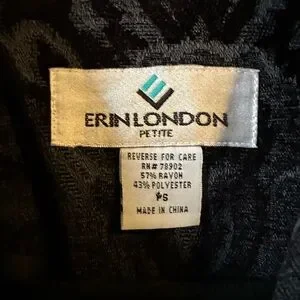 ERIN LONDON
PETITE
REVERSE FOR CARE
RN# 78902
57% RAYON
43% POLYESTER
PS
MADE IN CHINA